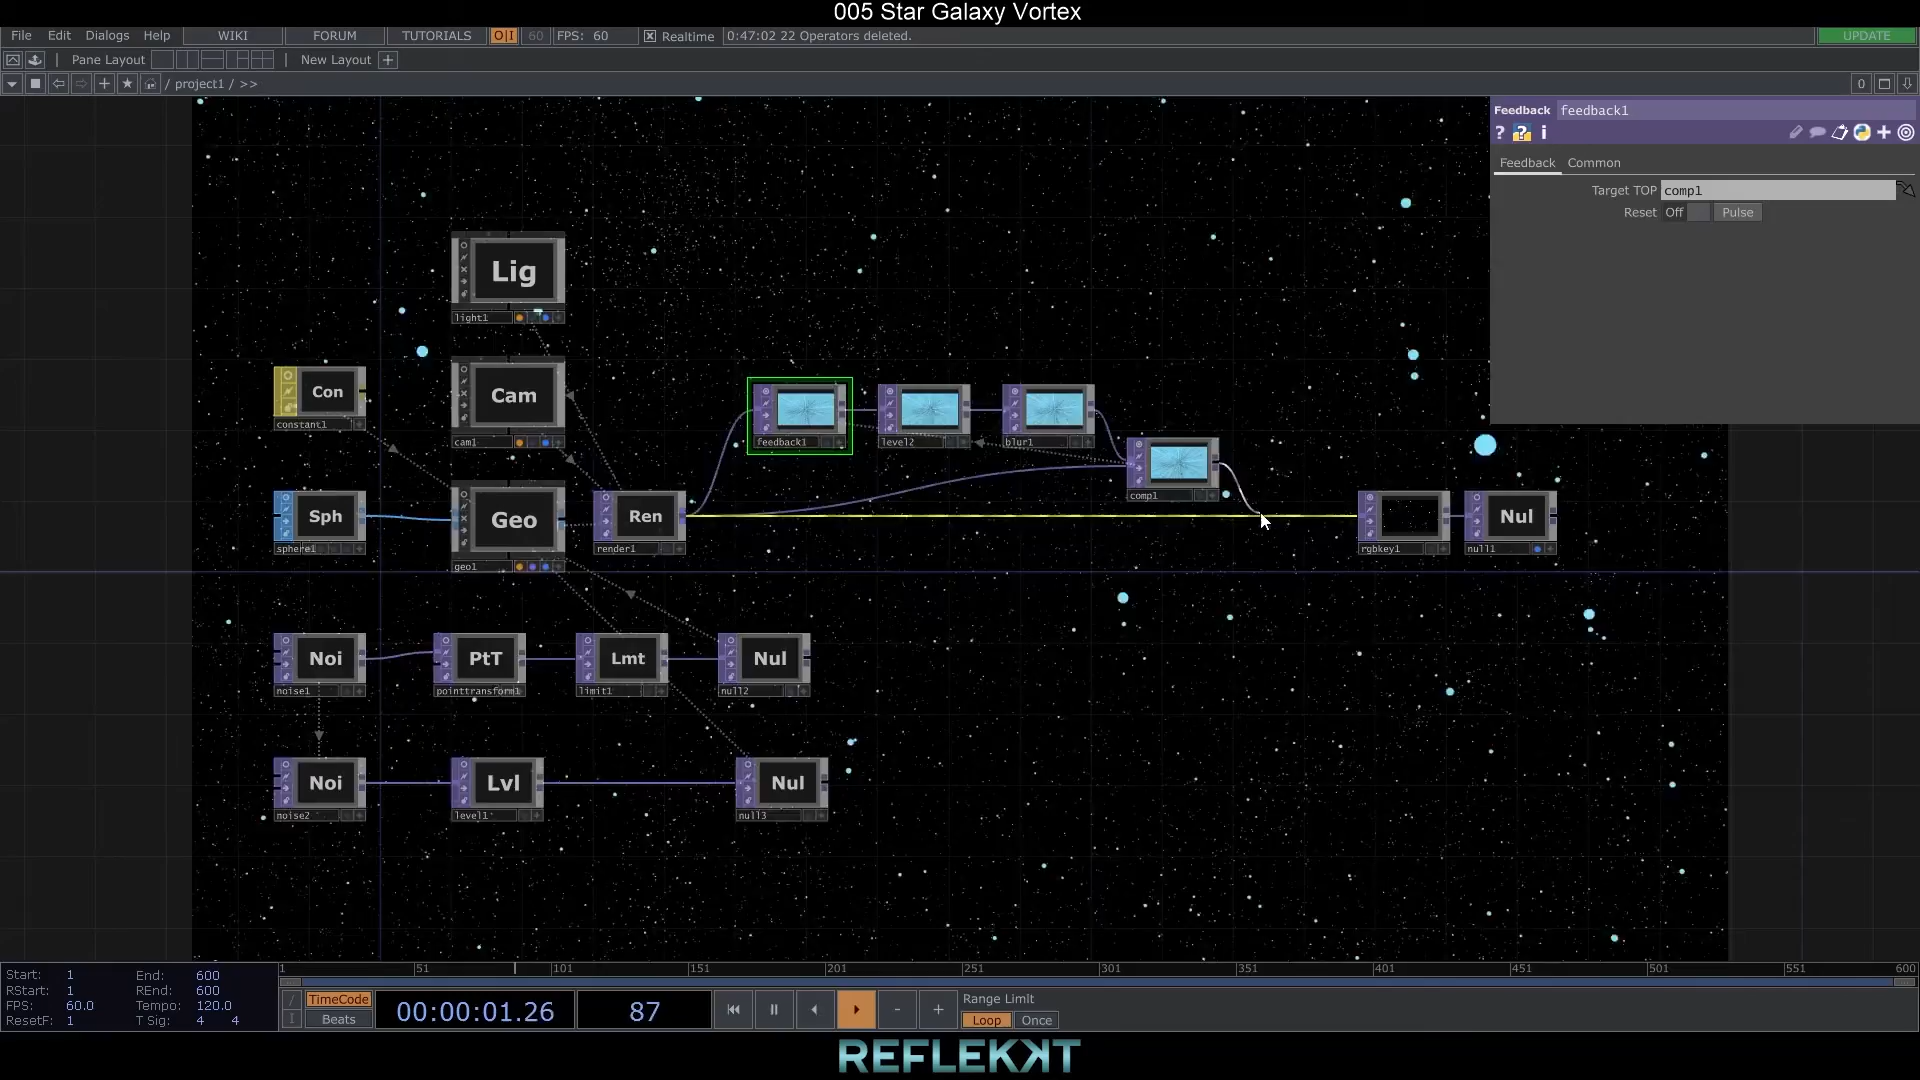 005 Star Galaxy Vortex
File Edit Dialogs Help WIKI FORUM TUTORIALS O|I 60 FPS: 60 Realtime 0:47:02 22 Operators deleted. UPDATE
Pane Layout New Layout +
/ project1 / >> 0
Feedback feedback1
? ? i
Feedback Common
Target TOP comp1
Reset Off Pulse
Lig
light1
Con
constant1
Cam
cam1
feedback1
level2
blur1
comp1
Sph
sphere1
Geo
geo1
Ren
render1
rgbkey1
Nul
null1
Noi
noise1
PtT
pointtransform1
Lmt
limit1
Nul
null2
Noi
noise2
Lvl
level1
Nul
null3
1 51 101 151 201 251 301 351 401 451 501 551 600
Start: 1 End: 600
RStart: 1 REnd: 600
FPS: 60.0 Tempo: 120.0
ResetF: 1 T Sig: 4 4
TimeCode
Beats
00:00:01.26
87
- +
Range Limit
Loop Once
REFLEKKT